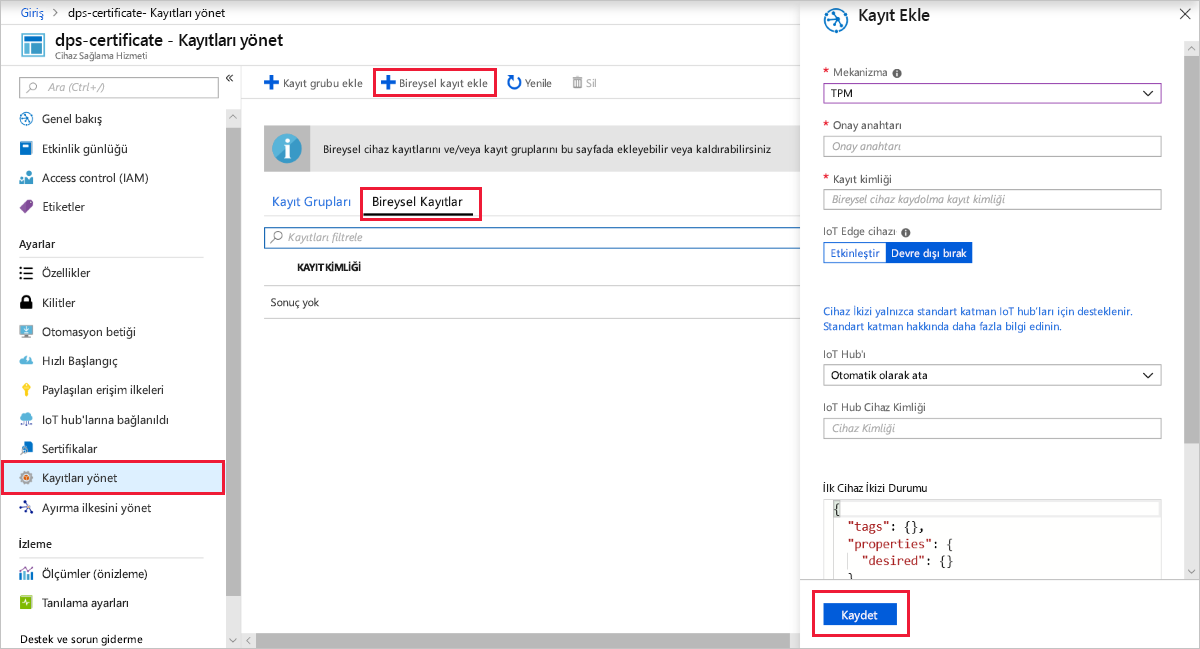 Giriş > dps-certificate- Kayıtları yönet
dps-certificate - Kayıtları yönet
Cihaz Sağlama Hizmeti
Ara (Ctrl+/)
Genel bakış
Etkinlik günlüğü
Access control (IAM)
Etiketler
Ayarlar
Özellikler
Kilitler
Otomasyon betiği
Hızlı Başlangıç
Paylaşılan erişim ilkeleri
IoT hub'larına bağlanıldı
Sertifikalar
Kayıtları yönet
Ayırma ilkesini yönet
İzleme
Ölçümler (önizleme)
Tanılama ayarları
Destek ve sorun giderme
Kayıt grubu ekle Bireysel kayıt ekle Yenile Sil
Bireysel cihaz kayıtlarını ve/veya kayıt gruplarını bu sayfada ekleyebilir veya kaldırabilirsiniz
Kayıt Grupları Bireysel Kayıtlar
Kayıtları filtrele
KAYIT KİMLİĞİ
Sonuç yok
Kayıt Ekle
* Mekanizma
TPM
* Onay anahtarı
Onay anahtarı
* Kayıt kimliği
Bireysel cihaz kaydolma kayıt kimliği
IoT Edge cihazı
Etkinleştir Devre dışı bırak
Cihaz İkizi yalnızca standart katman IoT hub'ları için desteklenir.
Standart katman hakkında daha fazla bilgi edinin.
IoT Hub'ı
Otomatik olarak ata
IoT Hub Cihaz Kimliği
Cihaz Kimliği
İlk Cihaz İkizi Durumu
{
"tags": {},
"properties": {
"desired": {}
}
Kaydet